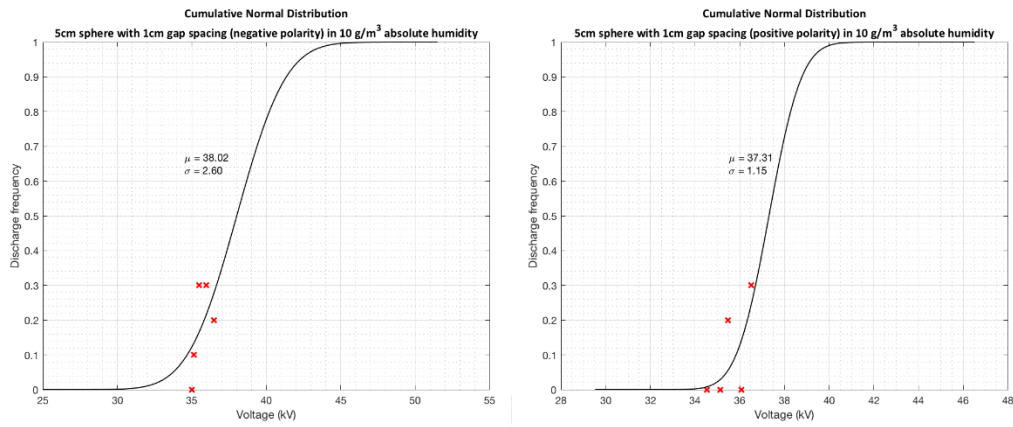 Cumulative Normal Distribution
5cm sphere with 1cm gap spacing (negative polarity) in 10 g/m³ absolute humidity
1
0.9
0.8
0.7
0.6
0.5
0.4
0.3
0.2
0.1
0
Discharge frequency
μ = 38.02
σ = 2.60
25 30 35 40 45 50 55
Voltage (kV)
Cumulative Normal Distribution
5cm sphere with 1cm gap spacing (positive polarity) in 10 g/m³ absolute humidity
1
0.9
0.8
0.7
0.6
0.5
0.4
0.3
0.2
0.1
0
Discharge frequency
μ = 37.31
σ = 1.15
28 30 32 34 36 38 40 42 44 46 48
Voltage (kV)